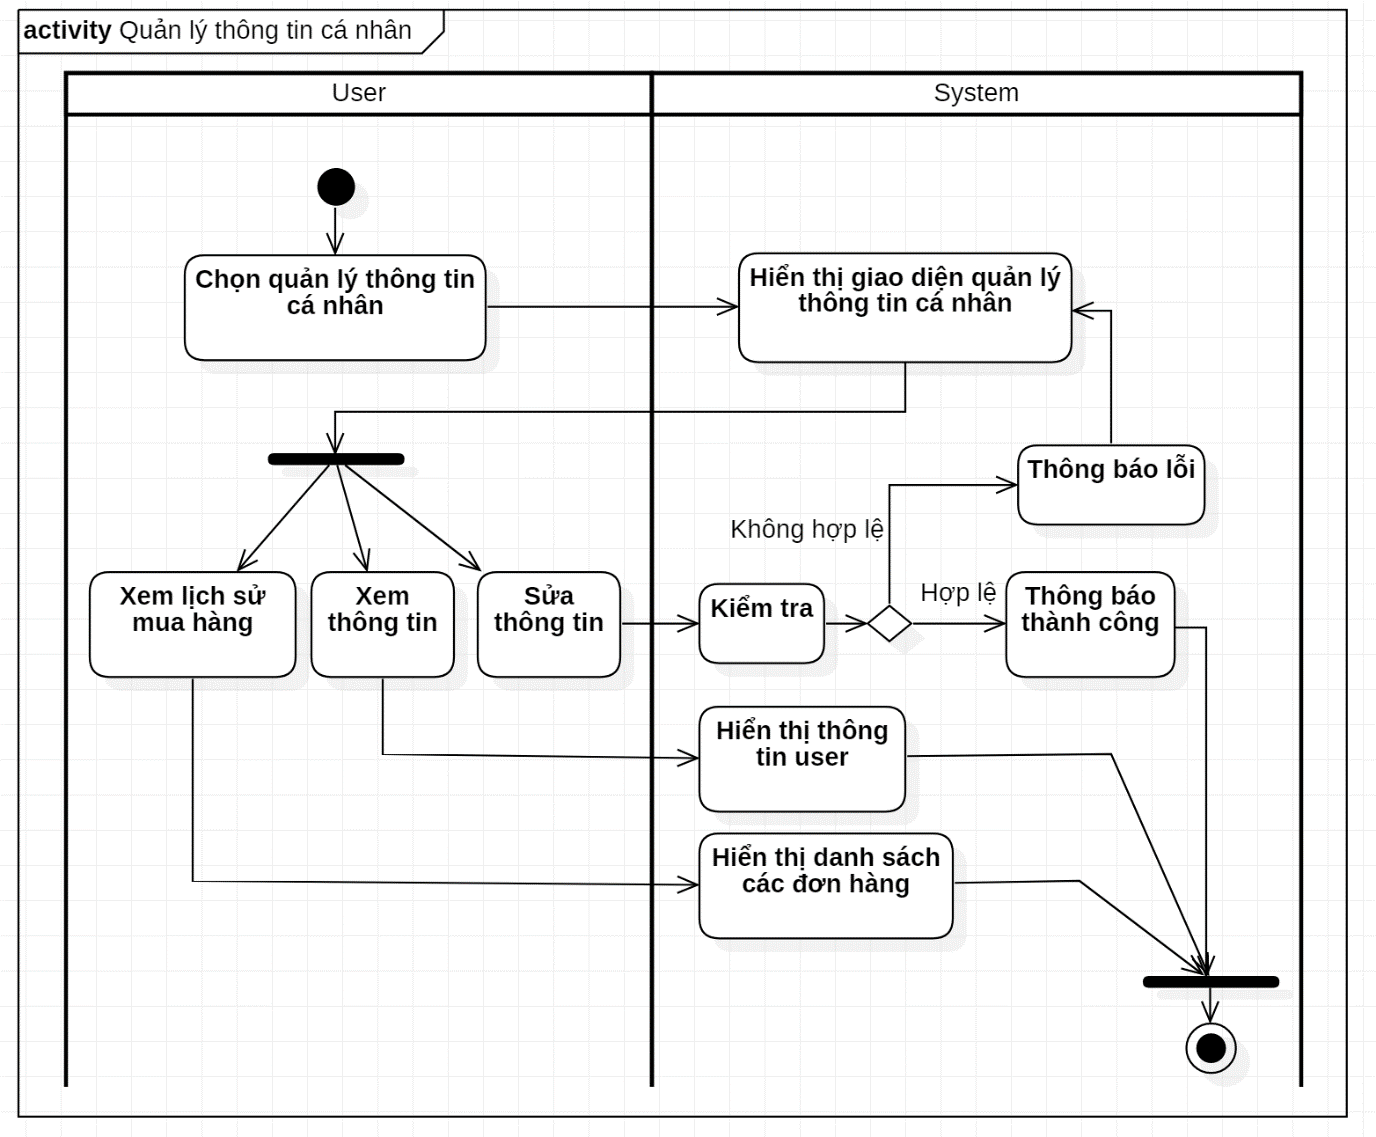 activity Quản lý thông tin cá nhân
User
System
Chọn quản lý thông tin
cá nhân
Hiển thị giao diện quản lý
thông tin cá nhân
Thông báo lỗi
Không hợp lệ
Hợp lệ
Xem lịch sử
mua hàng
Xem
thông tin
Sửa
thông tin
Kiểm tra
Thông báo
thành công
Hiển thị thông
tin user
Hiển thị danh sách
các đơn hàng